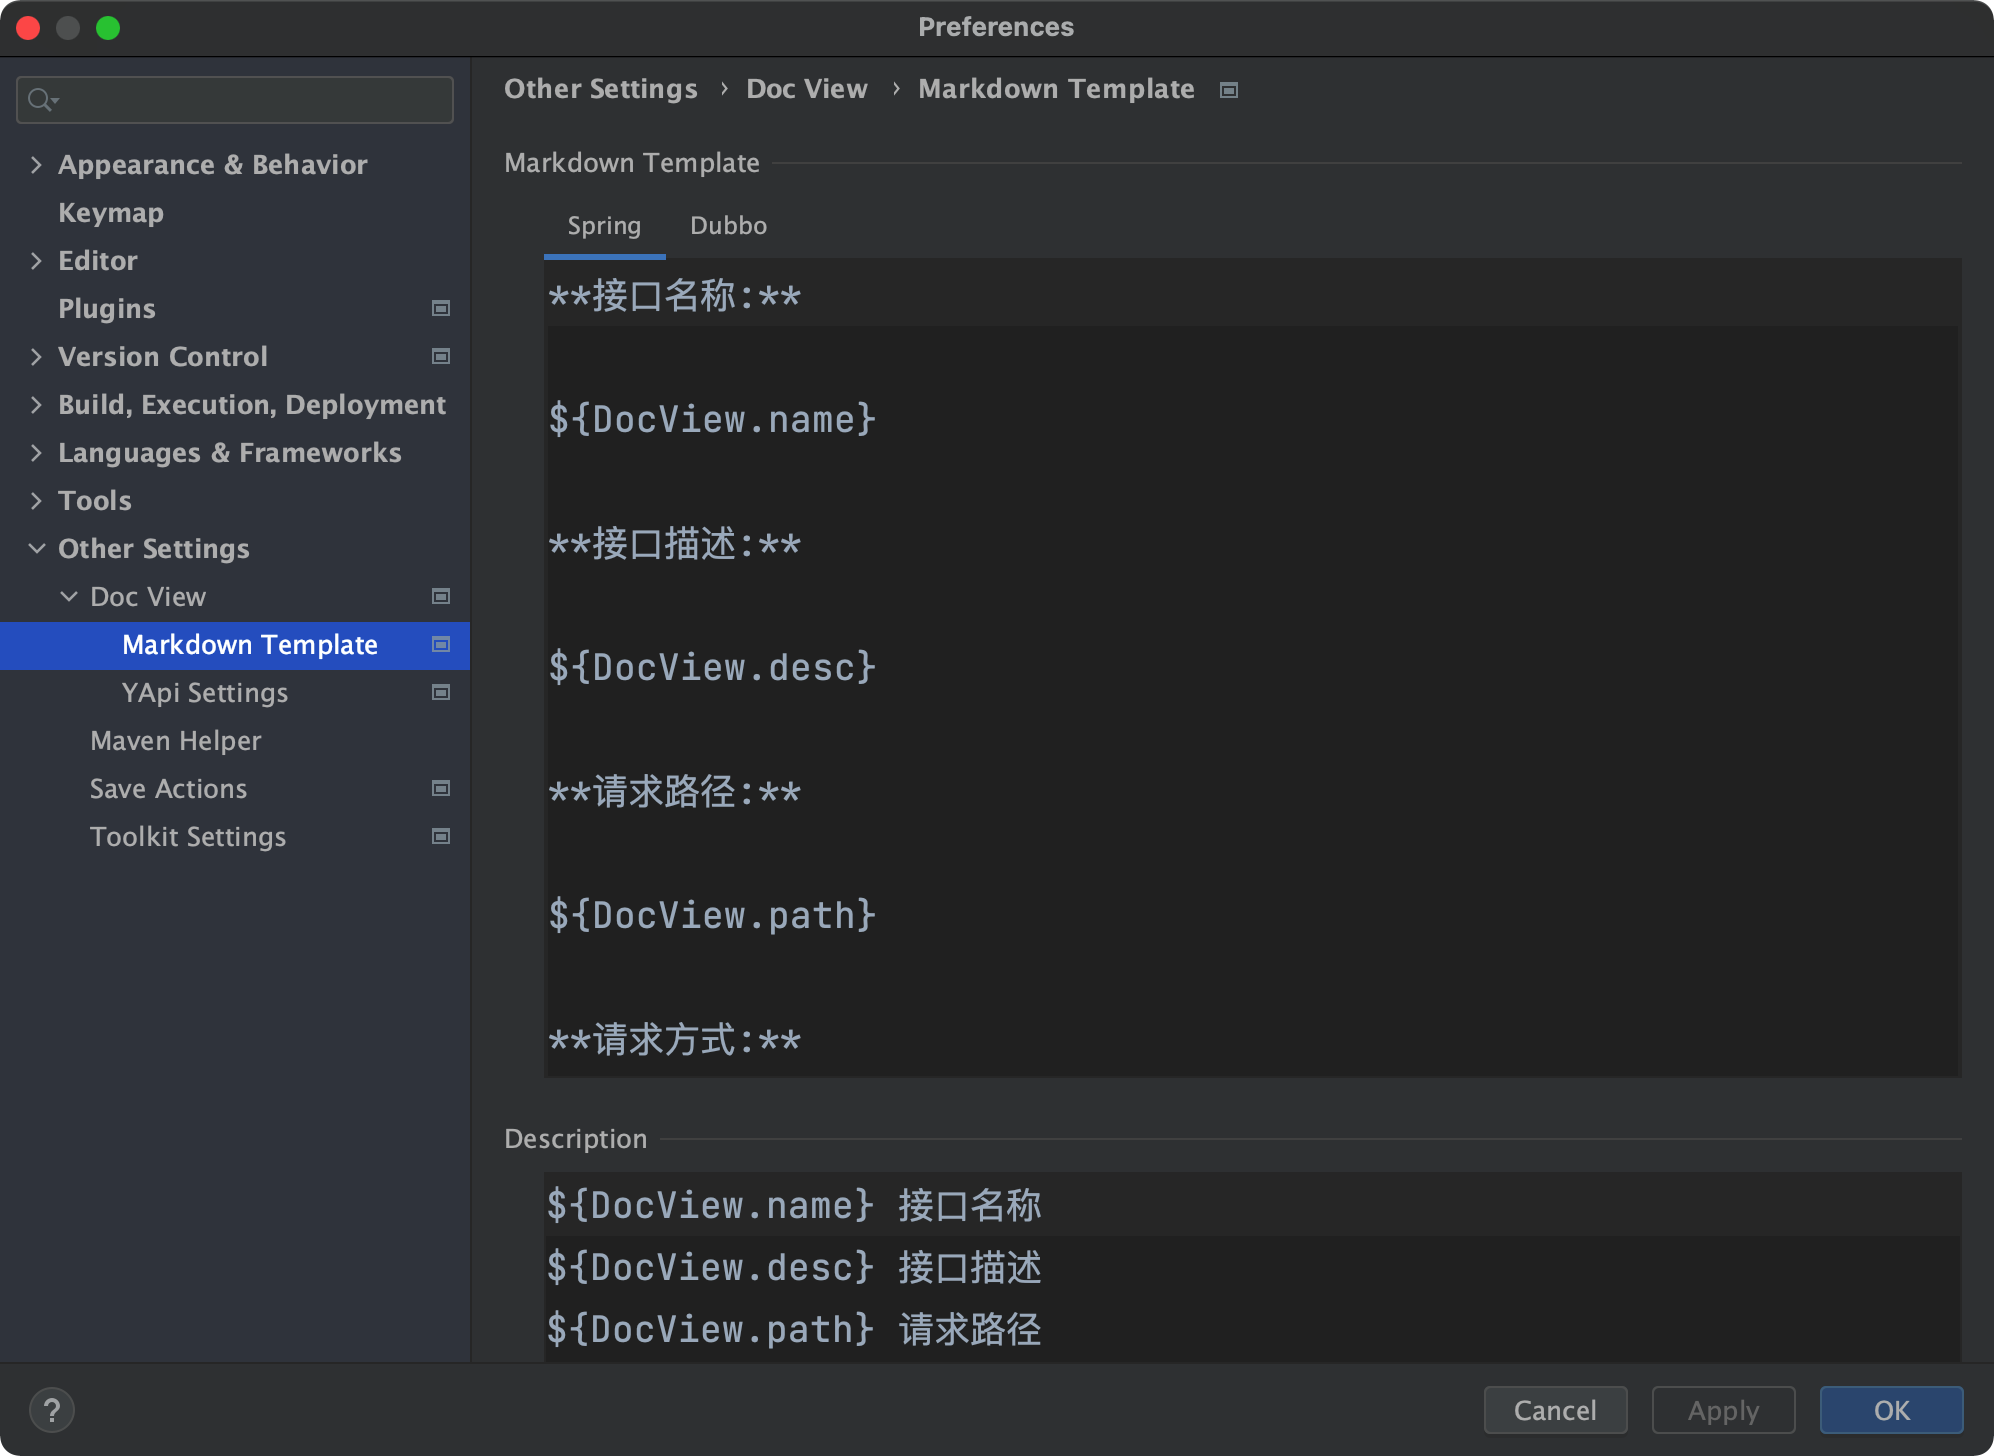 Preferences
Appearance & Behavior
Keymap
Editor
Plugins
Version Control
Build, Execution, Deployment
Languages & Frameworks
Tools
Other Settings
Doc View
Markdown Template
YApi Settings
Maven Helper
Save Actions
Toolkit Settings
Other Settings › Doc View › Markdown Template
Markdown Template
Spring Dubbo
**接口名称:**
${DocView.name}
**接口描述:**
${DocView.desc}
**请求路径:**
${DocView.path}
**请求方式:**
Description
${DocView.name} 接口名称
${DocView.desc} 接口描述
${DocView.path} 请求路径
? Cancel Apply OK